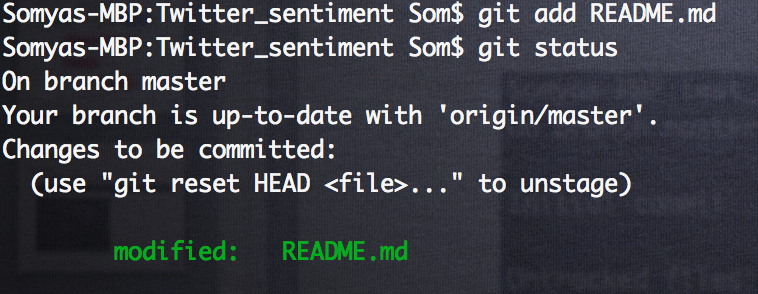 Somyas-MBP:Twitter_sentiment Som$ git add README.md
Somyas-MBP:Twitter_sentiment Som$ git status
On branch master
Your branch is up-to-date with 'origin/master'.
Changes to be committed:
  (use "git reset HEAD <file>..." to unstage)
modified:   README.md